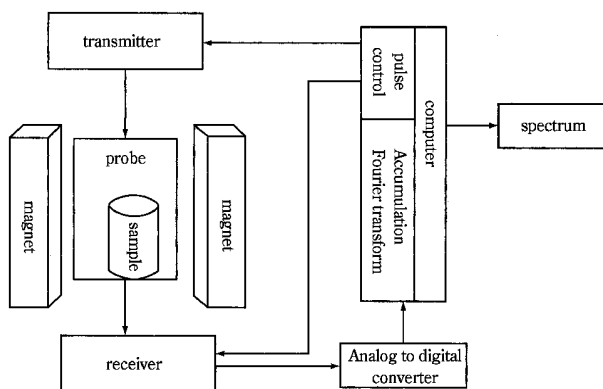 transmitter
pulse
control
computer
spectrum
probe
magnet
sample
magnet
Accumulation
Fourier transform
receiver
Analog to digital
converter